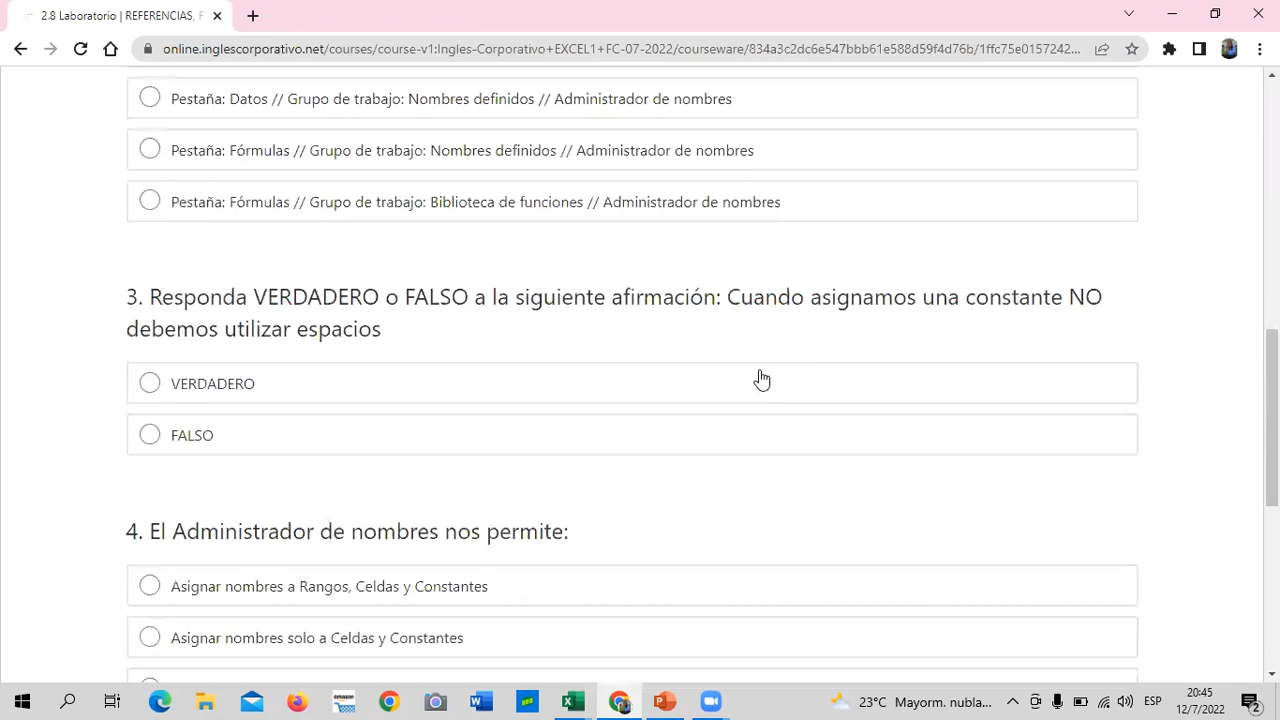 2.8 Laboratorio | REFERENCIAS, F
online.inglescorporativo.net/courses/course-v1:Ingles-Corporativo+EXCEL1+FC-07-2022/courseware/834a3c2dc6e547bbb61e588d59f4d76b/1ffc75e0157242...
Pestaña: Datos // Grupo de trabajo: Nombres definidos // Administrador de nombres
Pestaña: Fórmulas // Grupo de trabajo: Nombres definidos // Administrador de nombres
Pestaña: Fórmulas // Grupo de trabajo: Biblioteca de funciones // Administrador de nombres
3. Responda VERDADERO o FALSO a la siguiente afirmación: Cuando asignamos una constante NO
debemos utilizar espacios
VERDADERO
FALSO
4. El Administrador de nombres nos permite:
Asignar nombres a Rangos, Celdas y Constantes
Asignar nombres solo a Celdas y Constantes
23°C Mayorm. nubla...
ESP
20:45
12/7/2022
2